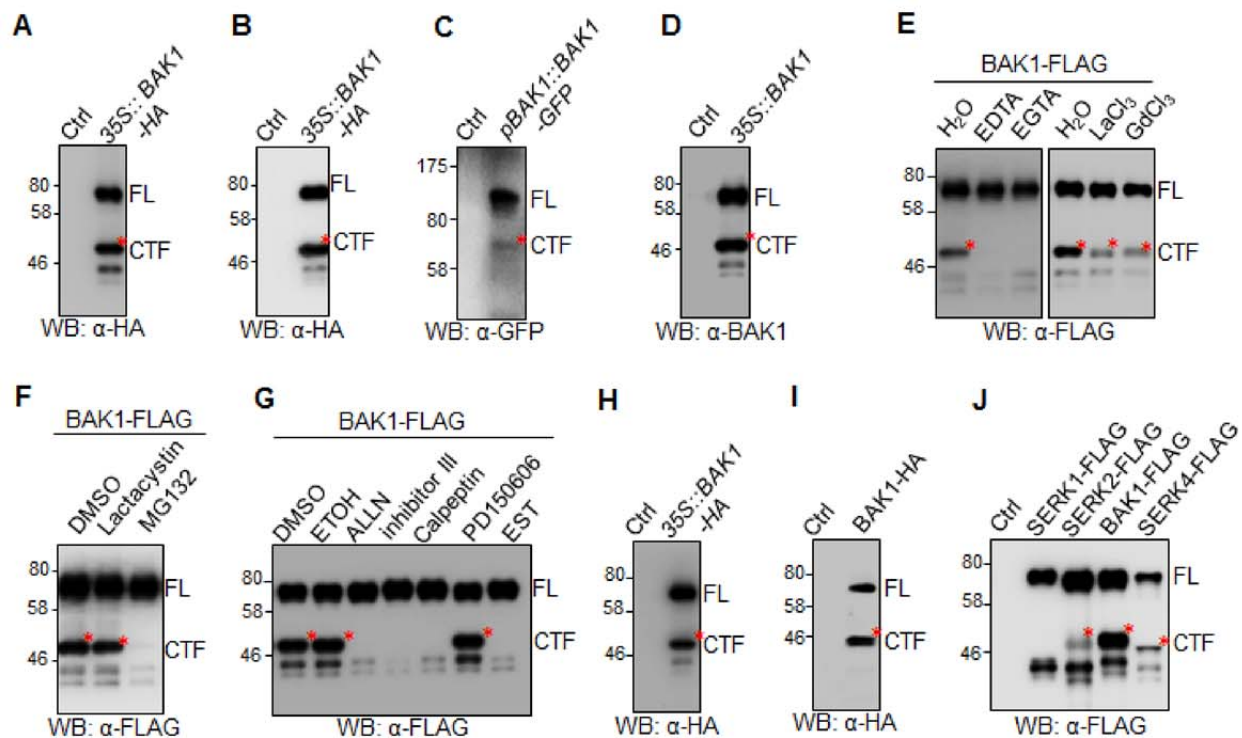 A
Ctrl
35S::BAK1
-HA
80
58
46
FL
*
CTF
WB: α-HA
B
Ctrl
35S::BAK1
-HA
80
58
46
FL
*
CTF
WB: α-HA
C
Ctrl
pBAK1::BAK1
-GFP
175
80
58
FL
*
CTF
WB: α-GFP
D
Ctrl
35S::BAK1
80
58
46
FL
*
CTF
WB: α-BAK1
E
BAK1-FLAG
H₂O
EDTA
EGTA
H₂O
LaCl₃
GdCl₃
80
58
46
FL
* * * *
CTF
WB: α-FLAG
F
BAK1-FLAG
DMSO
Lactacystin
MG132
80
58
46
FL
* *
CTF
WB: α-FLAG
G
BAK1-FLAG
DMSO
ETOH
ALLN
inhibitor III
Calpeptin
PD150606
EST
80
58
46
FL
* * *
CTF
WB: α-FLAG
H
Ctrl
35S::BAK1
-HA
80
58
46
FL
*
CTF
WB: α-HA
I
Ctrl
BAK1-HA
80
58
46
FL
*
CTF
WB: α-HA
J
Ctrl
SERK1-FLAG
SERK2-FLAG
BAK1-FLAG
SERK4-FLAG
80
58
46
FL
* * *
CTF
WB: α-FLAG